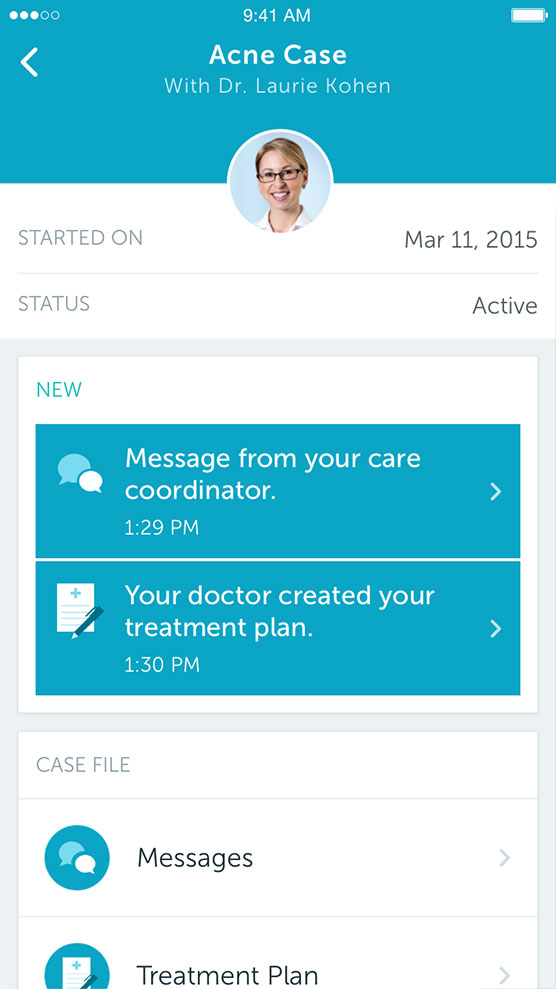 9:41 AM
Acne Case
With Dr. Laurie Kohen
STARTED ON
Mar 11, 2015
STATUS
Active
NEW
Message from your care
coordinator.
1:29 PM
Your doctor created your
treatment plan.
1:30 PM
CASE FILE
Messages
Treatment Plan